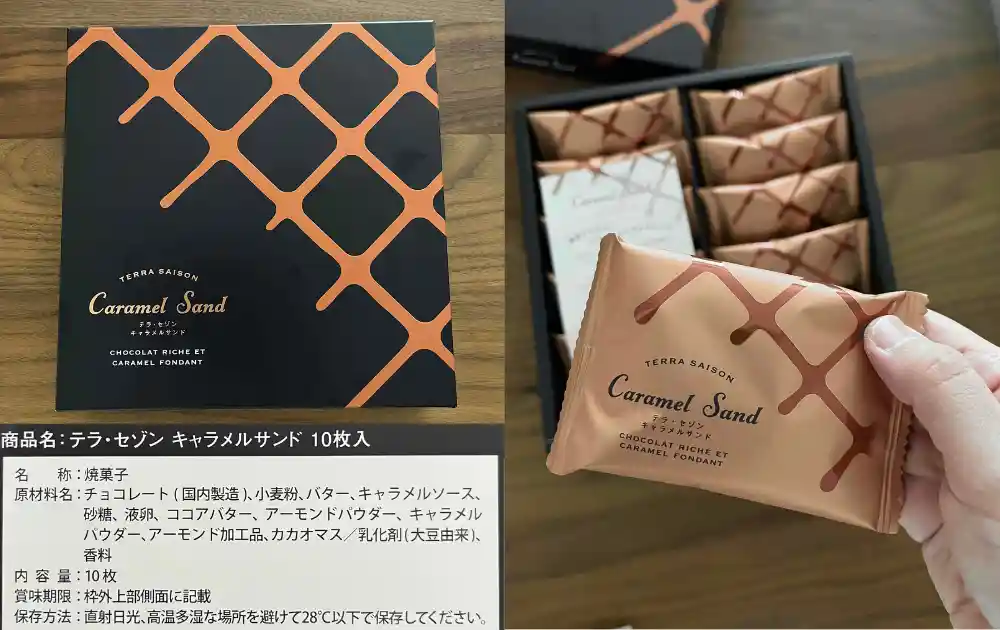 TERRA SAISON
Caramel Sand
テラ・セゾン
キャラメルサンド
CHOCOLAT RICHE ET
CARAMEL FONDANT
商品名：テラ・セゾン キャラメルサンド 10枚入
名　　称：焼菓子
原材料名：チョコレート（国内製造）、小麦粉、バター、キャラメルソース、
砂糖、液卵、ココアバター、アーモンドパウダー、キャラメル
パウダー、アーモンド加工品、カカオマス／乳化剤(大豆由来)、
香料
内 容 量：10枚
賞味期限：枠外上部側面に記載
保存方法：直射日光、高温多湿な場所を避けて28℃以下で保存してください。
Caramel Sand
Caramel Sand
TERRA SAISON
Caramel Sand
テラ・セゾン
キャラメルサンド
CHOCOLAT RICHE ET
CARAMEL FONDANT